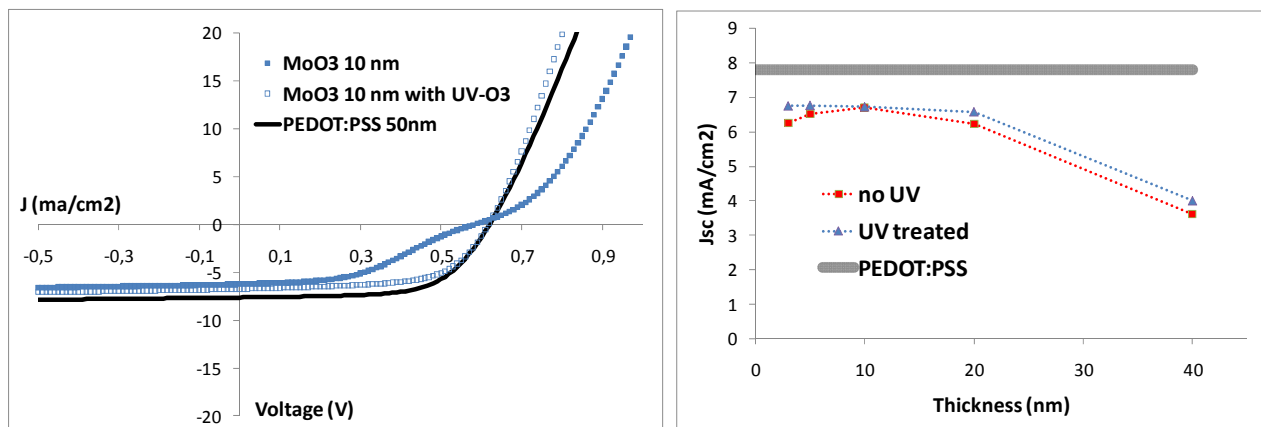 20
15
10
5
0
-5
-10
-15
-20
MoO3 10 nm
MoO3 10 nm with UV-O3
PEDOT:PSS 50nm
J (ma/cm2)
-0,5 -0,3 -0,1 0,1 0,3 0,5 0,7 0,9
Voltage (V)
Jsc (mA/cm2)
9
8
7
6
5
4
3
2
1
0
no UV
UV treated
PEDOT:PSS
0 10 20 30 40
Thickness (nm)